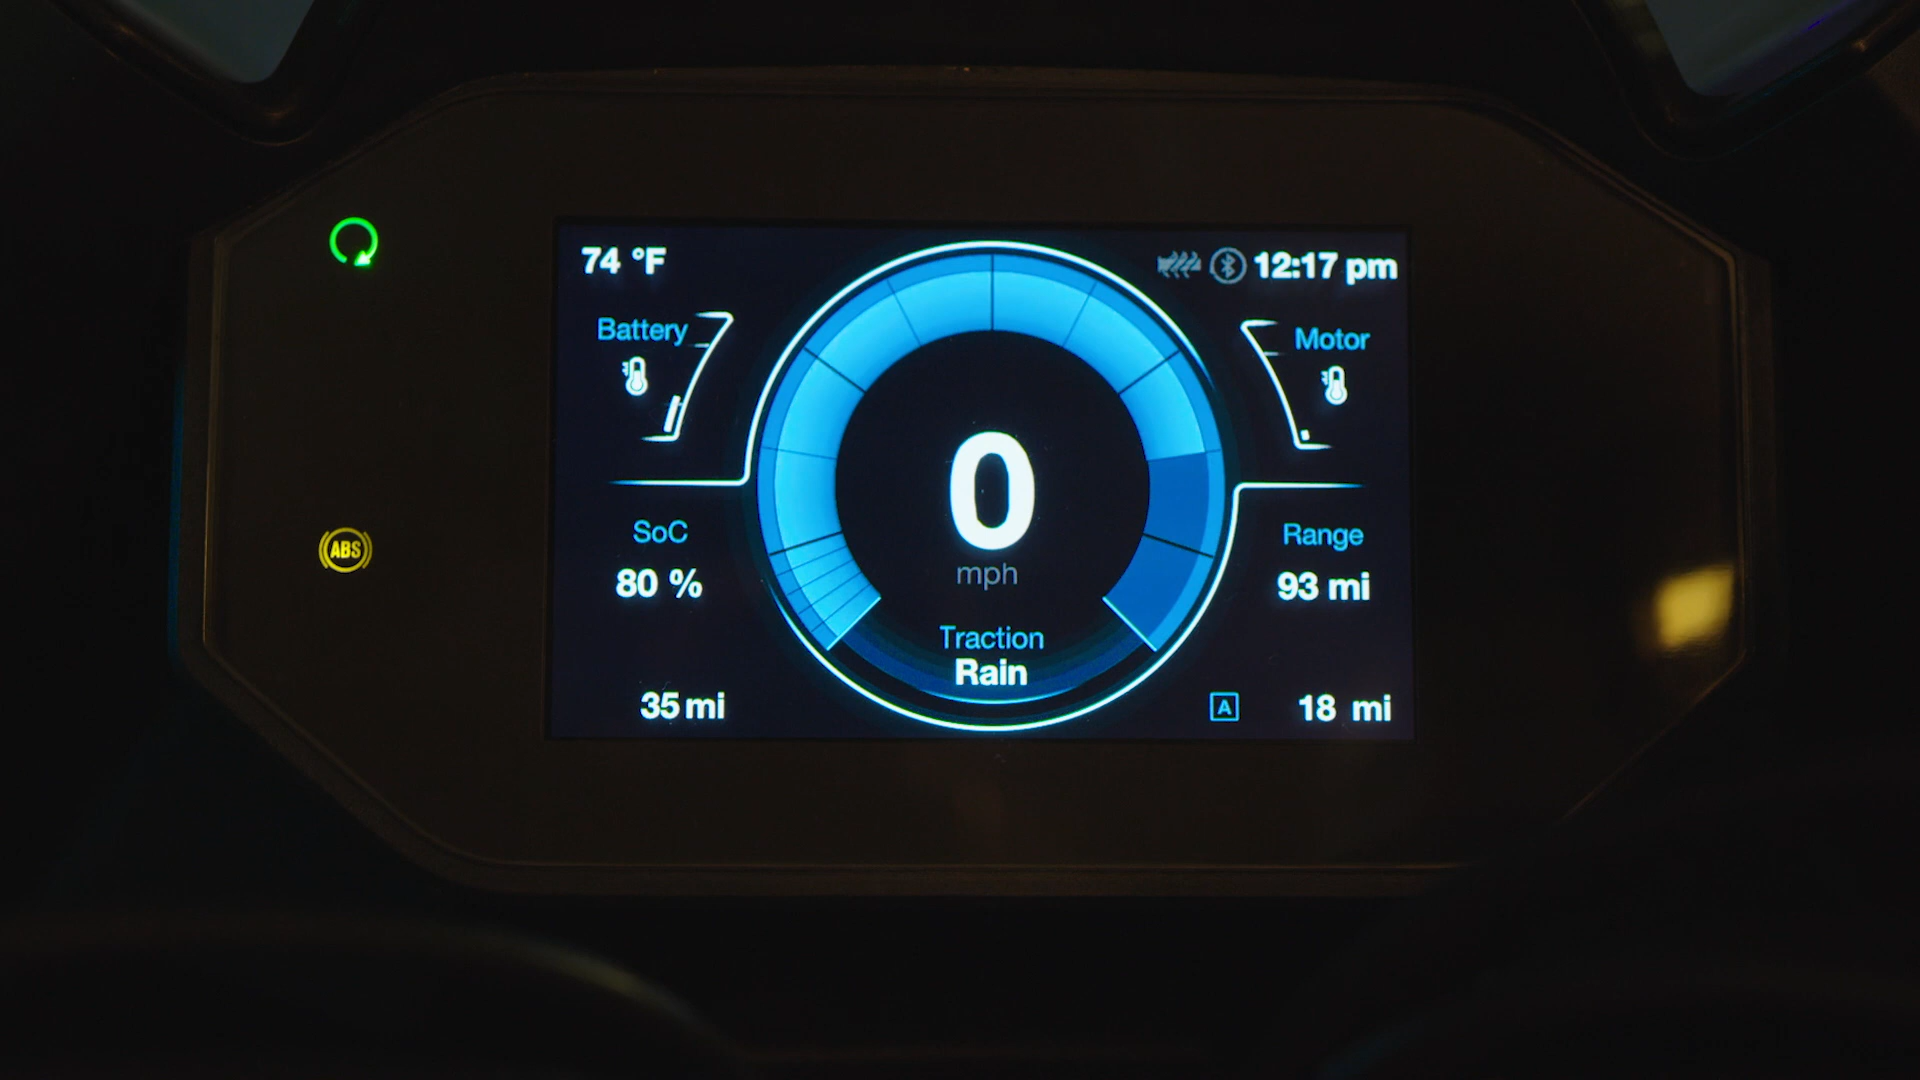 74 °F
12:17 pm
Battery
Motor
0
mph
SoC
80 %
Range
93 mi
ABS
Traction
Rain
35 mi
A
18 mi